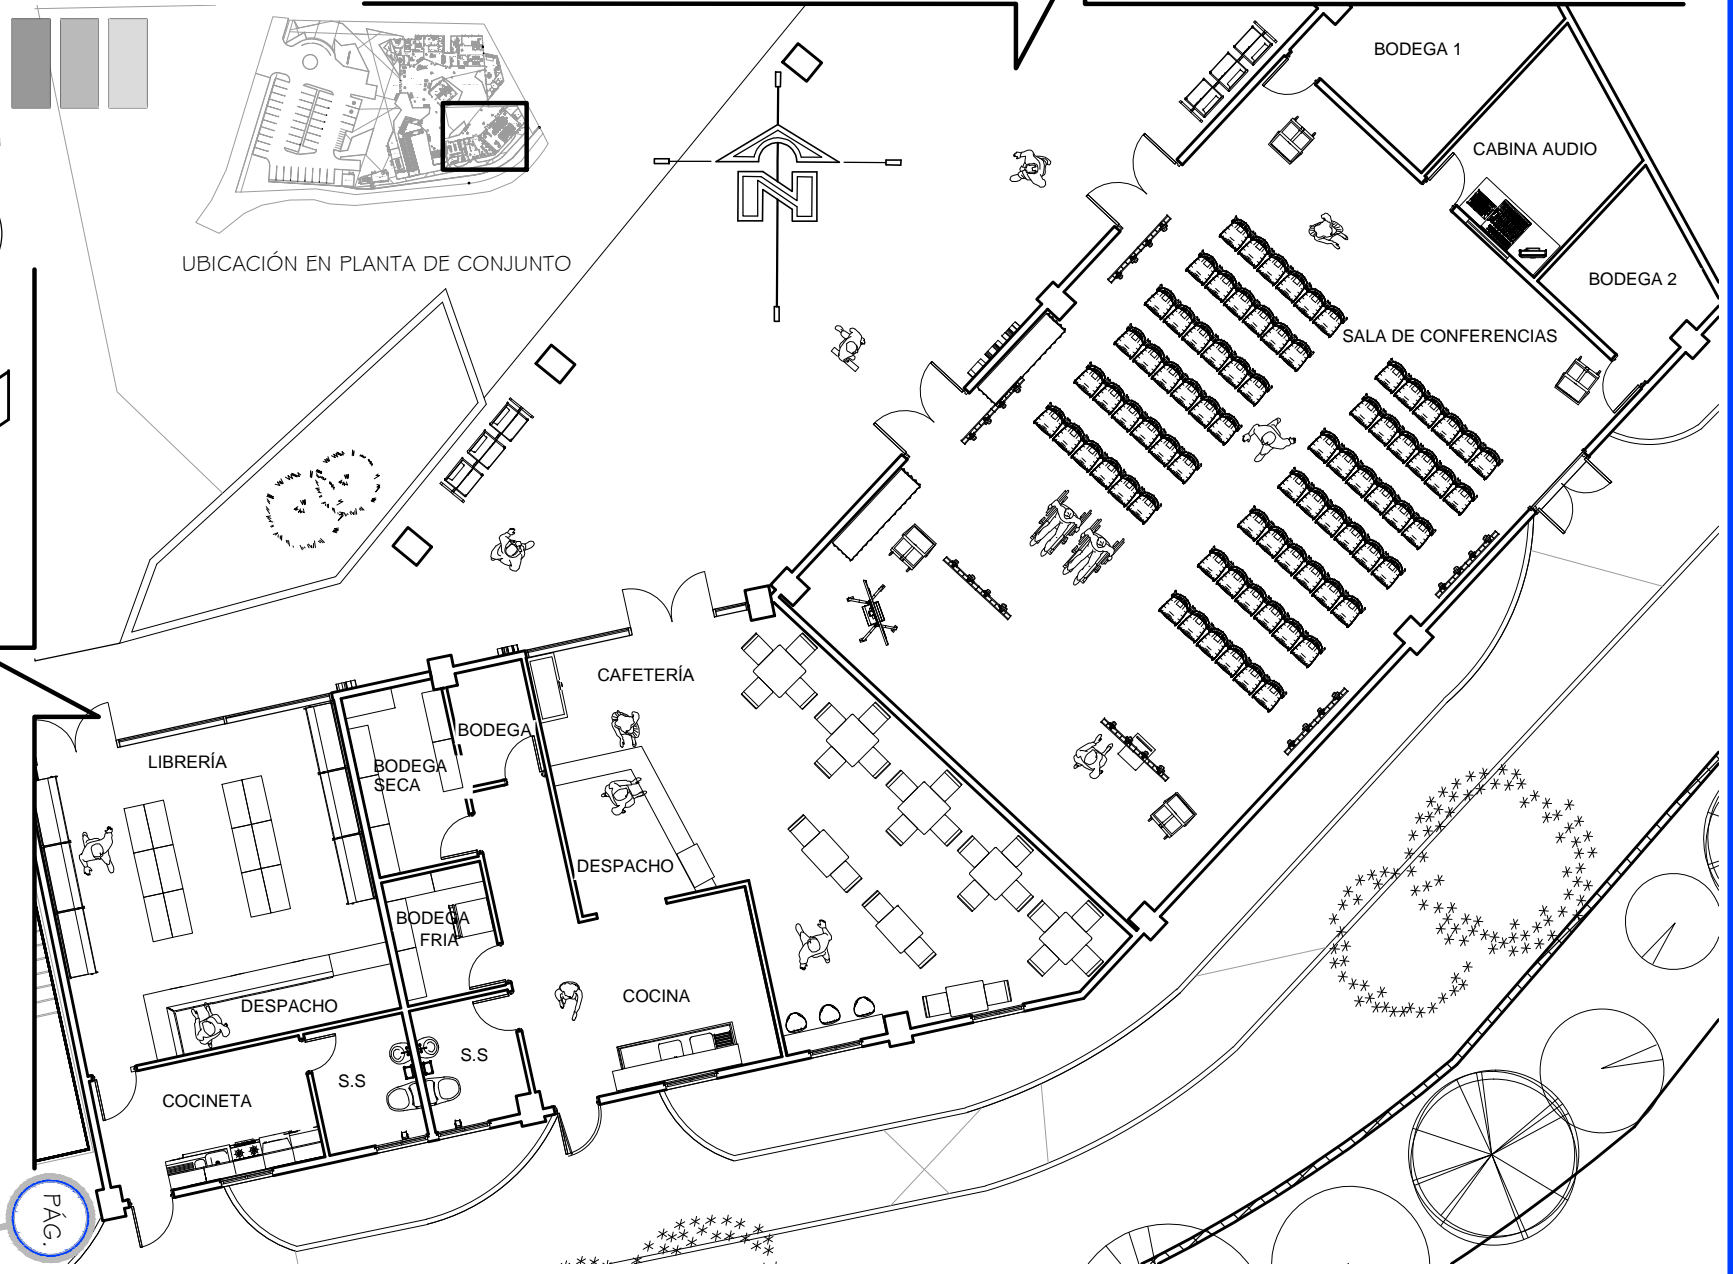 BODEGA 1
CABINA AUDIO
N
UBICACIÓN EN PLANTA DE CONJUNTO
BODEGA 2
SALA DE CONFERENCIAS
CAFETERÍA
BODEGA
LIBRERÍA
BODEGA
SECA
DESPACHO
BODEGA
FRIA
COCINA
DESPACHO
S.S
S.S
COCINETA
PÁG.